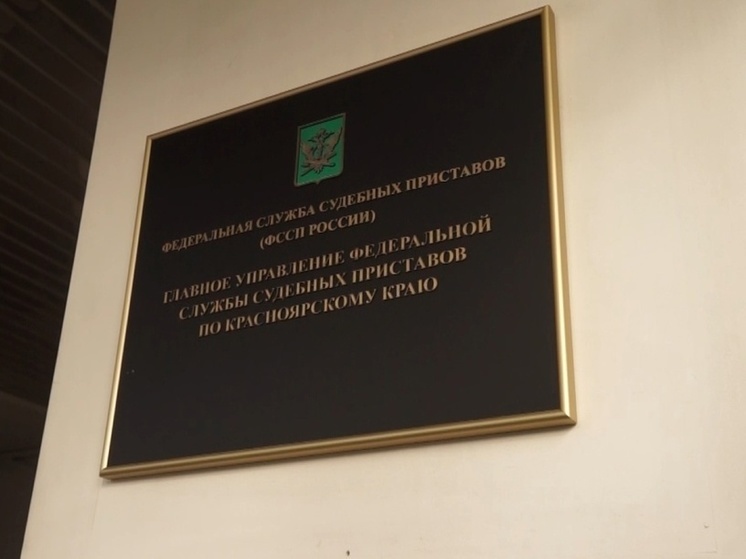 ФЕДЕРАЛЬНАЯ СЛУЖБА СУДЕБНЫХ ПРИСТАВОВ
(ФССП РОССИИ)
ГЛАВНОЕ УПРАВЛЕНИЕ ФЕДЕРАЛЬНОЙ
СЛУЖБЫ СУДЕБНЫХ ПРИСТАВОВ
ПО КРАСНОЯРСКОМУ КРАЮ